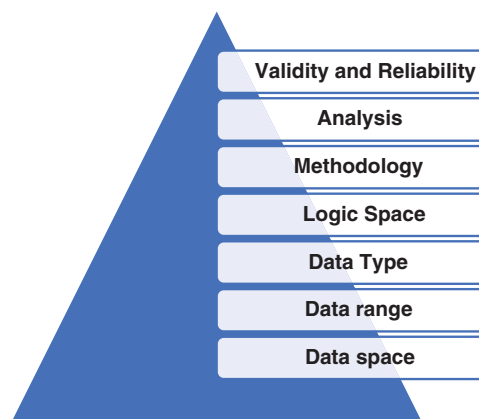 Validity and Reliability
Analysis
Methodology
Logic Space
Data Type
Data range
Data space